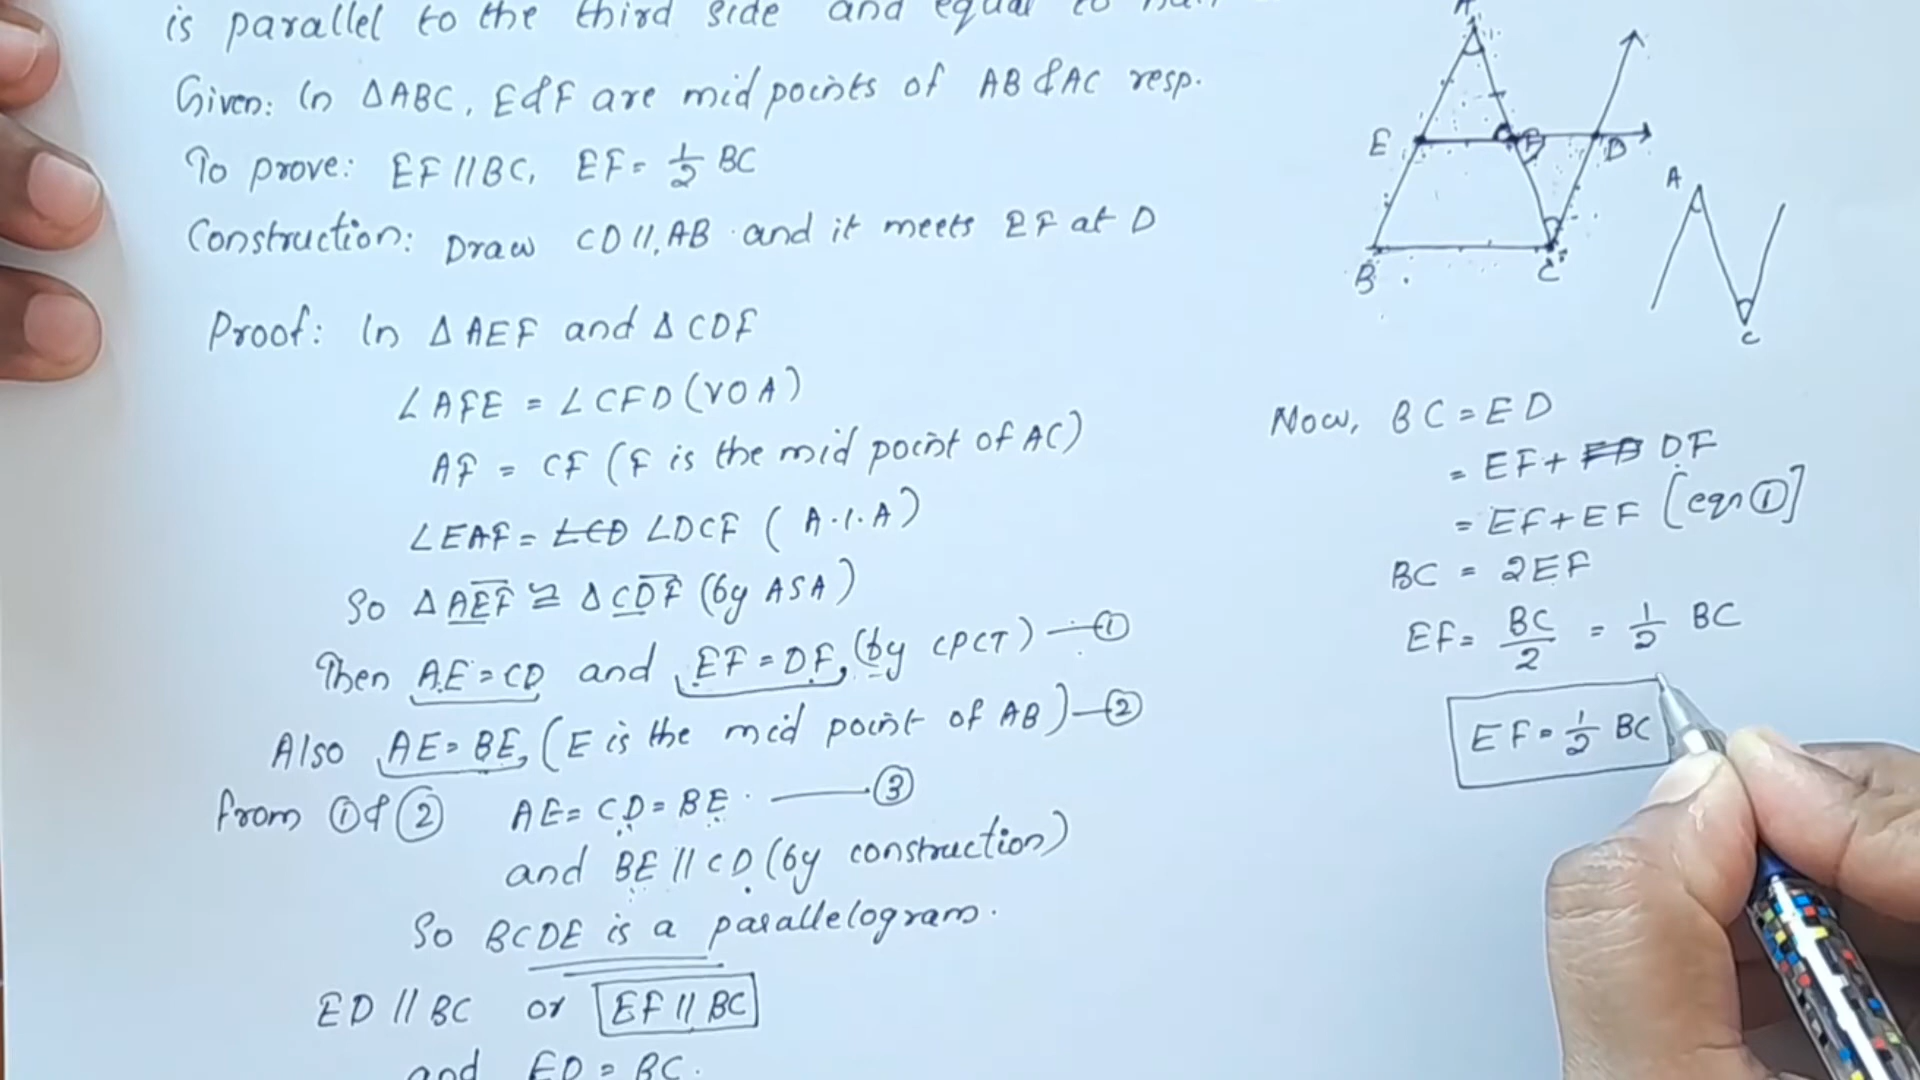 is parallel to the third side and equal to
Given: In ΔABC, E&F are mid points of AB & AC resp.
To prove: EF // BC, EF = 1/2 BC
Construction: Draw CD // AB and it meets EF at D
Proof: In ΔAEF and ΔCDF
∠AFE = ∠CFD (VOA)
AF = CF (F is the mid point of AC)
∠EAF = ∠CD ∠DCF (A.I.A)
So ΔAEF ≅ ΔCDF (by ASA)
Then AE = CD and EF = DF, (by CPCT) — ①
Also AE = BE, (E is the mid point of AB) — ②
from ① & ② AE = CD = BE. — ③
and BE // CD (by construction)
So BCDE is a parallelogram.
ED // BC or EF // BC
and ED = BC.
A
E
F
D
B
C
A
C
Now, BC = ED
= EF + FD DF
= EF + EF [eqn ①]
BC = 2EF
EF = BC/2 = 1/2 BC
EF = 1/2 BC